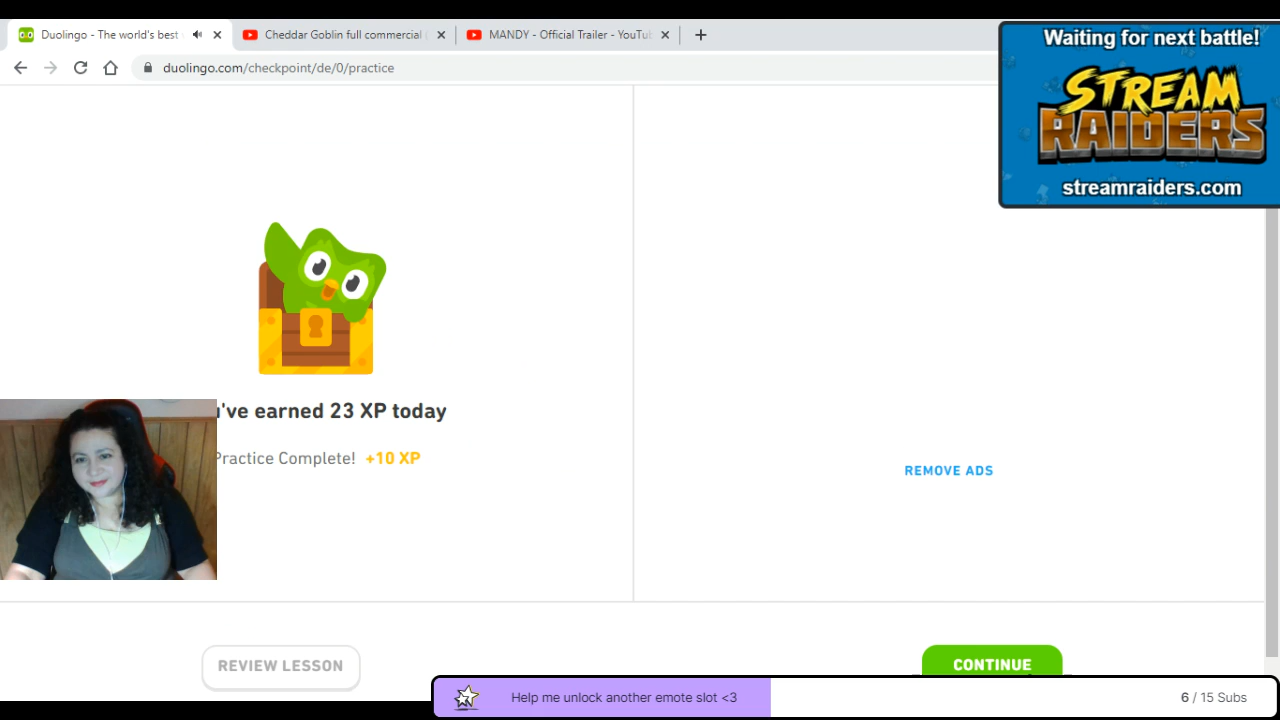 Duolingo - The world's best
Cheddar Goblin full commercial
MANDY - Official Trailer - YouTu
duolingo.com/checkpoint/de/0/practice
Waiting for next battle!
STREAM
RAIDERS
streamraiders.com
u've earned 23 XP today
Practice Complete! +10 XP
REMOVE ADS
REVIEW LESSON
CONTINUE
Help me unlock another emote slot <3
6 / 15 Subs